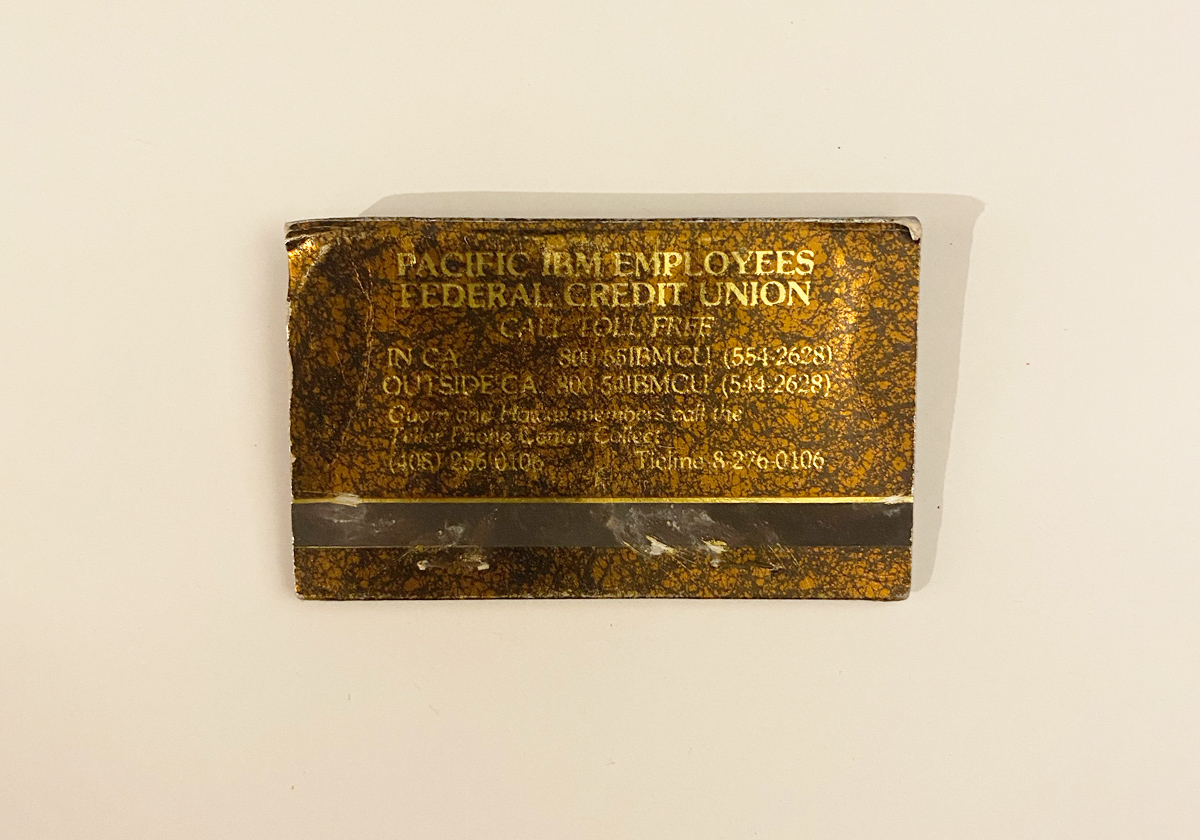 PACIFIC IBM EMPLOYEES
FEDERAL CREDIT UNION
CALL TOLL FREE
IN CA 800 55IBMCU (554-2628)
OUTSIDE CA 800 54IBMCU (544-2628)
Guam and Hawaii members call the
Teller Phone Center Collect
(408) 256-0106 Tieline 8-276-0106